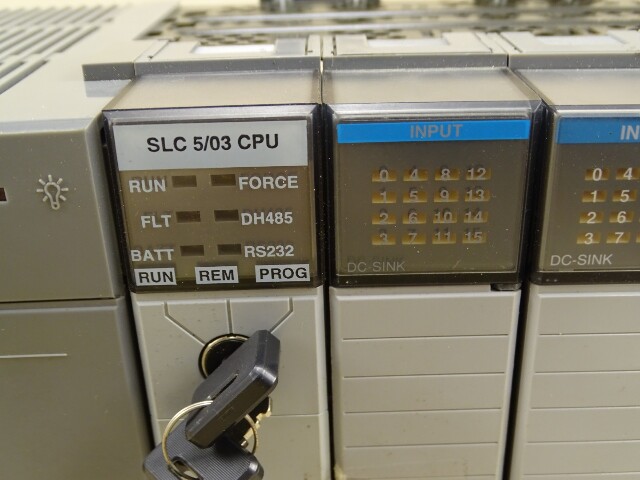 SLC 5/03 CPU
RUN FORCE
FLT DH485
BATT RS232
RUN REM PROG
INPUT
0 4 8 12
1 5 9 13
2 6 10 14
3 7 11 15
DC SINK
IN
0 4
1 5
2 6
3 7
DC-SINK